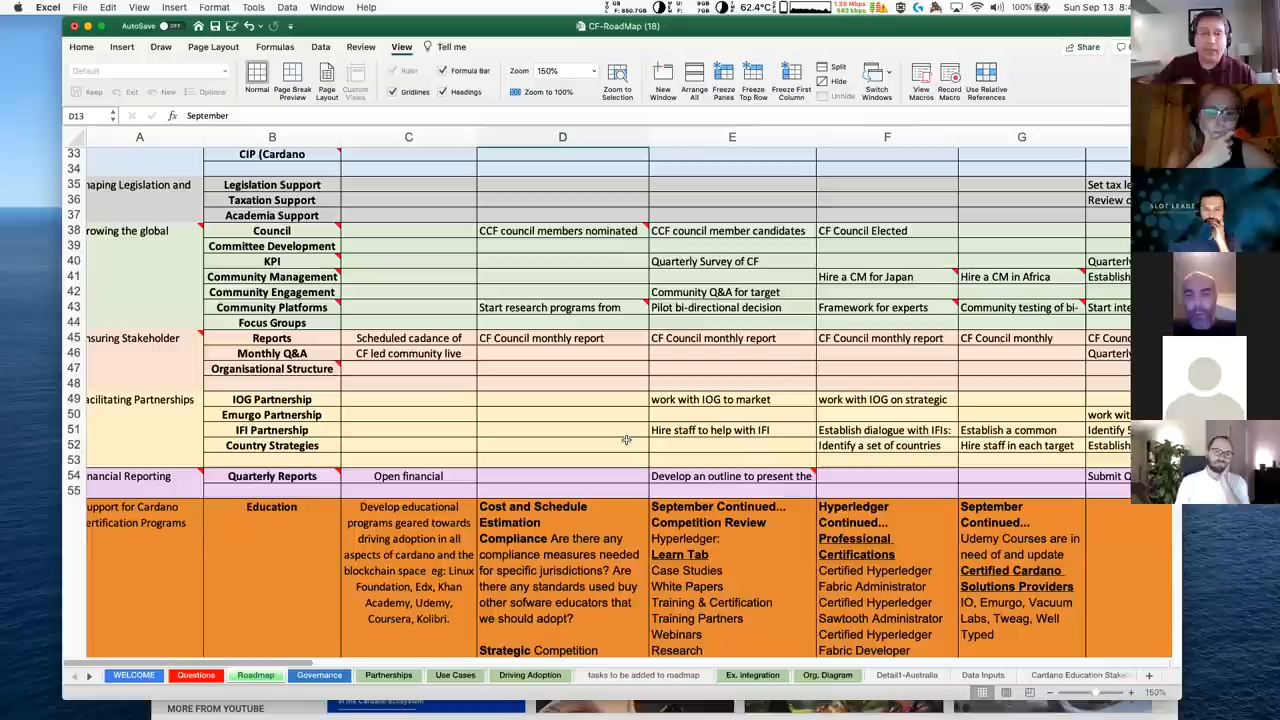 Excel File Edit View Insert Format Tools Data Window Help
62.4°C
100%
Sun Sep 13
AutoSave OFF
CF-RoadMap (18)
Home Insert Draw Page Layout Formulas Data Review View Tell me
Share
Default
Keep Exit New Options
Normal
Page Break Preview
Page Layout
Custom Views
Ruler Formula Bar
Gridlines Headings
Zoom 150%
Zoom to 100%
Zoom to Selection
New Window
Arrange All
Freeze Panes
Freeze Top Row
Freeze First Column
Split
Hide
Unhide
Switch Windows
View Macros
Record Macro
Use Relative References
D13 fx September
A B C D E F G
33 CIP (Cardano
34
35 haping Legislation and Legislation Support Set tax le
36 Taxation Support Review o
37 Academia Support
38 rowing the global Council CCF council members nominated CCF council member candidates CF Council Elected
39 Committee Development
40 KPI Quarterly Survey of CF Quarterly
41 Community Management Hire a CM for Japan Hire a CM in Africa Establish
42 Community Engagement Community Q&A for target
43 Community Platforms Start research programs from Pilot bi-directional decision Framework for experts Community testing of bi- Start inte
44 Focus Groups
45 nsuring Stakeholder Reports Scheduled cadance of CF Council monthly report CF Council monthly report CF Council monthly report CF Council monthly CF Counc
46 Monthly Q&A CF led community live Quarterly
47 Organisational Structure
48
49 acilitating Partnerships IOG Partnership work with IOG to market work with IOG on strategic
50 Emurgo Partnership work wit
51 IFI Partnership Hire staff to help with IFI Establish dialogue with IFIs: Establish a common Identify 5
52 Country Strategies Identify a set of countries Hire staff in each target Establish
53
54 nancial Reporting Quarterly Reports Open financial Develop an outline to present the Submit Q
55
upport for Cardano
ertification Programs
Education
Develop educational
programs geared towards
driving adoption in all
aspects of cardano and the
blockchain space eg: Linux
Foundation, Edx, Khan
Academy, Udemy,
Coursera, Kolibri.
Cost and Schedule
Estimation
Compliance Are there any
compliance measures needed
for specific jurisdictions? Are
there any standards used buy
other sofware educators that
we should adopt?
Strategic Competition
September Continued...
Competition Review
Hyperledger:
Learn Tab
Case Studies
White Papers
Training & Certification
Training Partners
Webinars
Research
Hyperledger
Continued...
Professional
Certifications
Certified Hyperledger
Fabric Administrator
Certified Hyperledger
Sawtooth Administrator
Certified Hyperledger
Fabric Developer
September
Continued...
Udemy Courses are in
need of and update
Certified Cardano
Solutions Providers
IO, Emurgo, Vacuum
Labs, Tweag, Well
Typed
WELCOME Questions Roadmap Governance Partnerships Use Cases Driving Adoption tasks to be added to roadmap Ex. integration Org. Diagram Detail1-Australia Data Inputs Cardano Education Stake
150%
MORE FROM YOUTUBE
SLOT LEADE